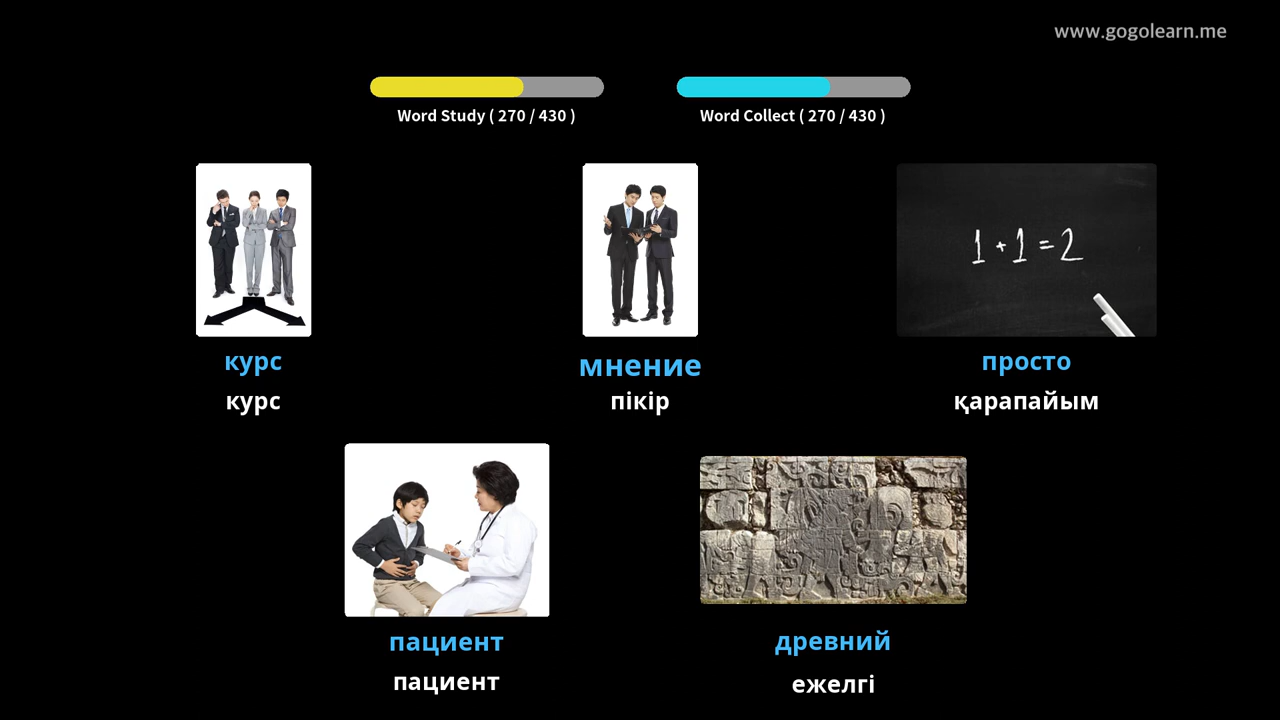 www.gogolearn.me
Word Study ( 270 / 430 )
Word Collect ( 270 / 430 )
1 + 1 = 2
курс
мнение
просто
курс
пікір
қарапайым
пациент
древний
пациент
ежелгі